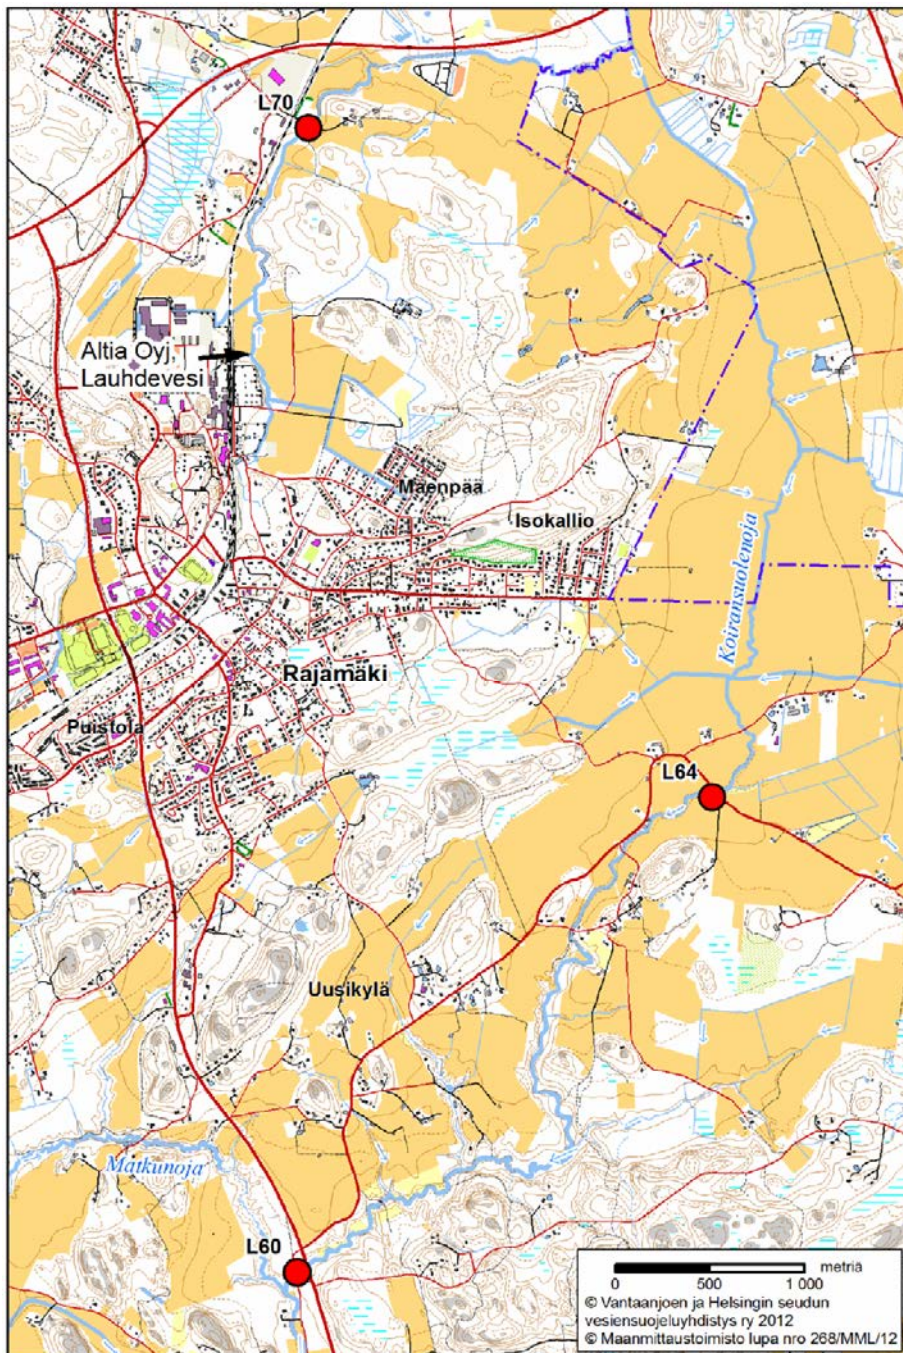 L70
Altia Oyj,
Lauhdevesi
Mäenpää
Isokallio
Koiransuolenoja
Rajamäki
Puistola
L64
Uusikylä
Matkunoja
L60
metriä
0 500 1 000
© Vantaanjoen ja Helsingin seudun
vesiensuojeluyhdistys ry 2012
© Maanmittaustoimisto lupa nro 268/MML/12